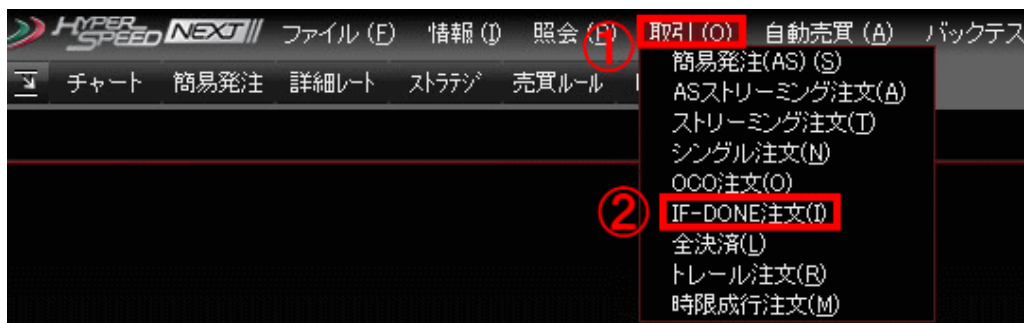 HYPER SPEED NEXT ファイル(F) 情報(I) 照会(P) 取引(O) 自動売買(A) バックテス
①
チャート 簡易発注 詳細レート ストラテジ 売買ルール
簡易発注(AS)(S)
ASストリーミング注文(A)
ストリーミング注文(T)
シングル注文(N)
OCO注文(O)
② IF-DONE注文(I)
全決済(L)
トレール注文(R)
時限成行注文(M)